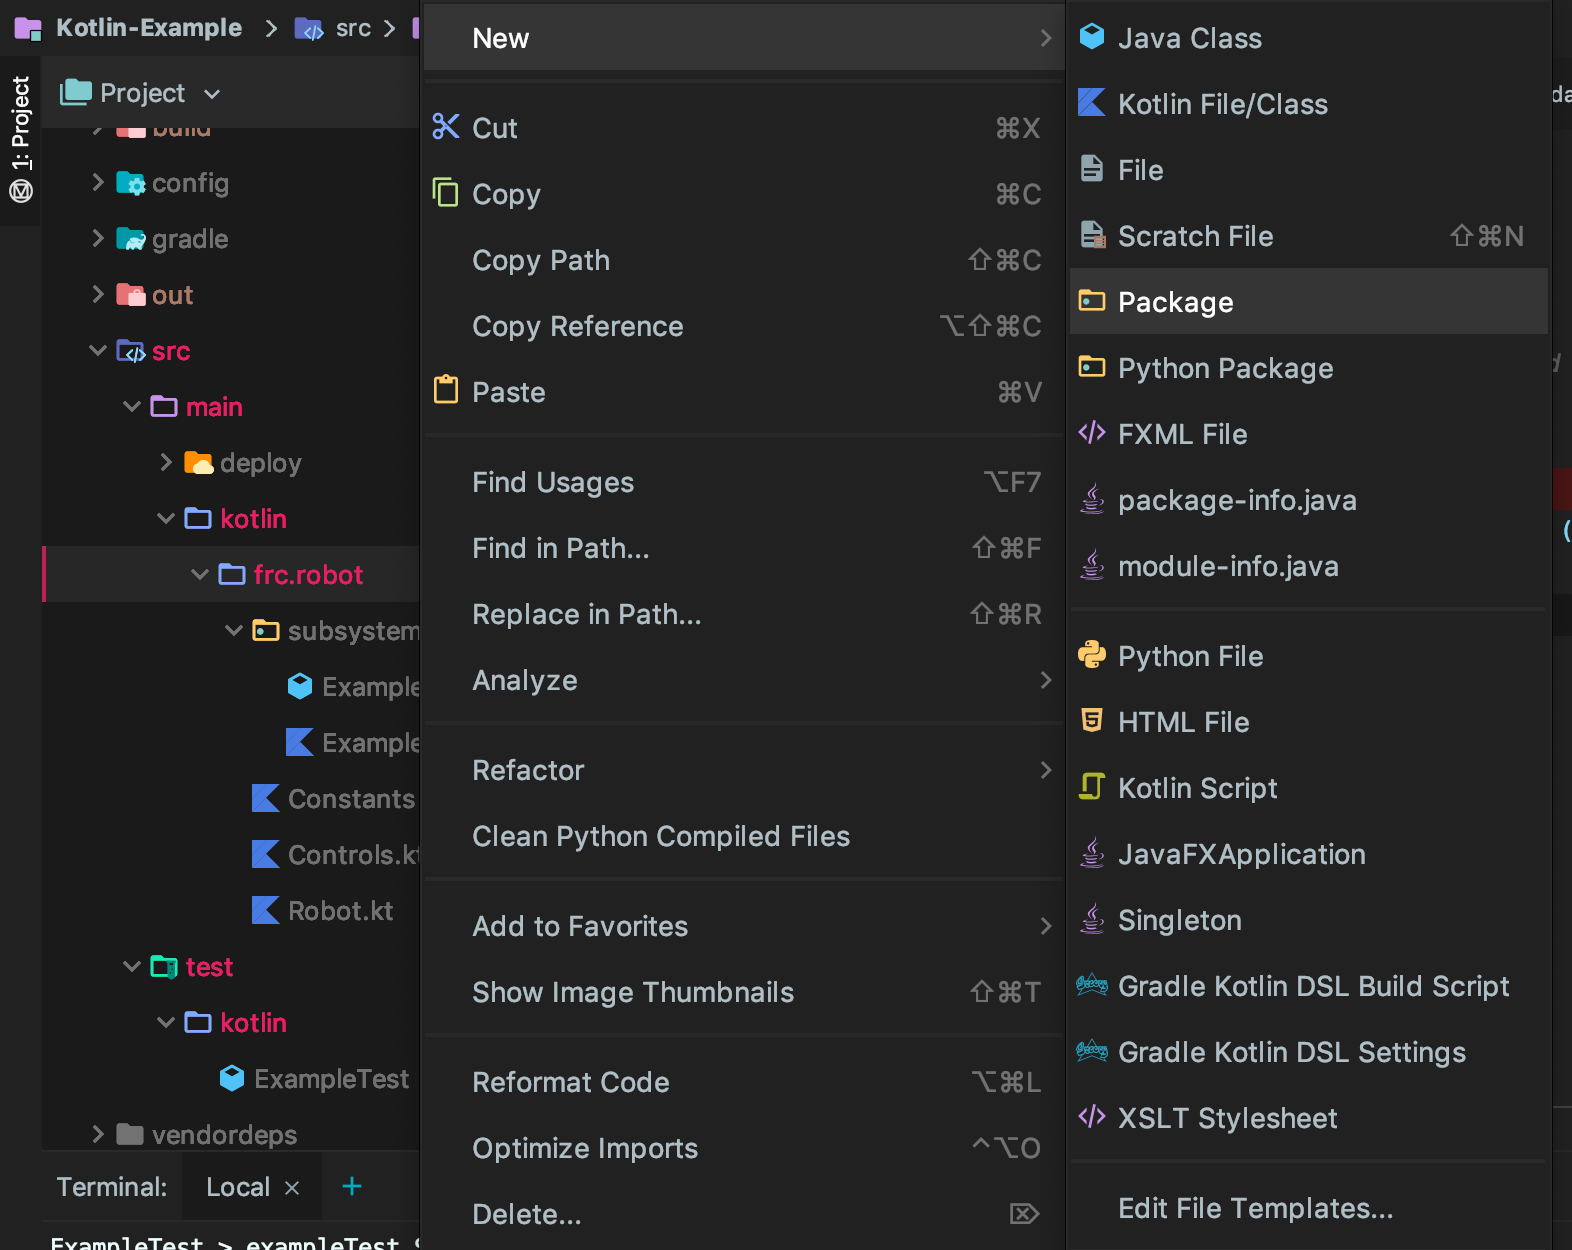 Kotlin-Example > src >
1: Project
Project
build
config
gradle
out
src
main
deploy
kotlin
frc.robot
subsystem
Example
Example
Constants
Controls.kt
Robot.kt
test
kotlin
ExampleTest
vendordeps
Terminal: Local × +
ExampleTest > exampleTest
New
Cut ⌘X
Copy ⌘C
Copy Path ⇧⌘C
Copy Reference ⌥⇧⌘C
Paste ⌘V
Find Usages ⌥F7
Find in Path... ⇧⌘F
Replace in Path... ⇧⌘R
Analyze
Refactor
Clean Python Compiled Files
Add to Favorites
Show Image Thumbnails ⇧⌘T
Reformat Code ⌥⌘L
Optimize Imports ^⌥O
Delete... ⌦
Java Class
Kotlin File/Class
File
Scratch File ⇧⌘N
Package
Python Package
FXML File
package-info.java
module-info.java
Python File
HTML File
Kotlin Script
JavaFXApplication
Singleton
Gradle Kotlin DSL Build Script
Gradle Kotlin DSL Settings
XSLT Stylesheet
Edit File Templates...
da
(